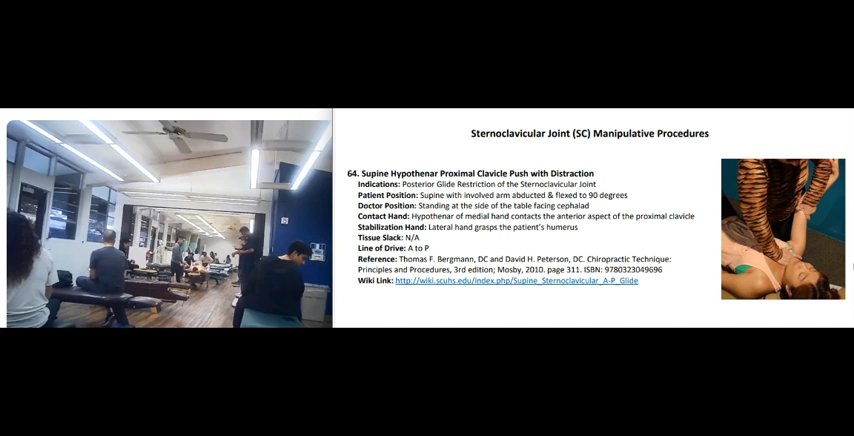 Sternoclavicular Joint (SC) Manipulative Procedures
64. Supine Hypothenar Proximal Clavicle Push with Distraction
Indications: Posterior Glide Restriction of the Sternoclavicular Joint
Patient Position: Supine with involved arm abducted & flexed to 90 degrees
Doctor Position: Standing at the side of the table facing cephalad
Contact Hand: Hypothenar of medial hand contacts the anterior aspect of the proximal clavicle
Stabilization Hand: Lateral hand grasps the patient's humerus
Tissue Slack: N/A
Line of Drive: A to P
Reference: Thomas F. Bergmann, DC and David H. Peterson, DC. Chiropractic Technique:
Principles and Procedures, 3rd edition; Mosby, 2010. page 311. ISBN: 9780323049696
Wiki Link: http://wiki.scuhs.edu/index.php/Supine_Sternoclavicular_A-P_Glide